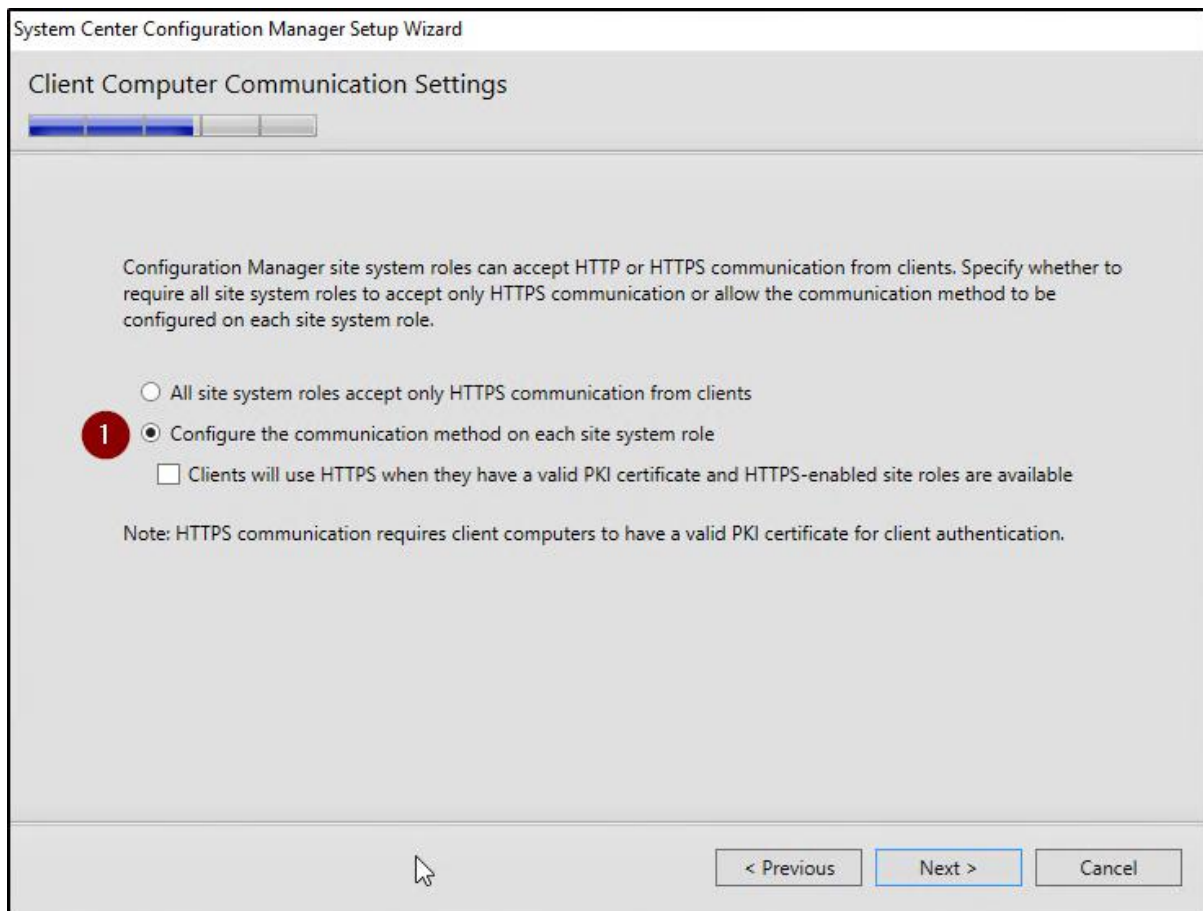 System Center Configuration Manager Setup Wizard
Client Computer Communication Settings
Configuration Manager site system roles can accept HTTP or HTTPS communication from clients. Specify whether to
require all site system roles to accept only HTTPS communication or allow the communication method to be
configured on each site system role.
All site system roles accept only HTTPS communication from clients
1 Configure the communication method on each site system role
Clients will use HTTPS when they have a valid PKI certificate and HTTPS-enabled site roles are available
Note: HTTPS communication requires client computers to have a valid PKI certificate for client authentication.
< Previous Next > Cancel